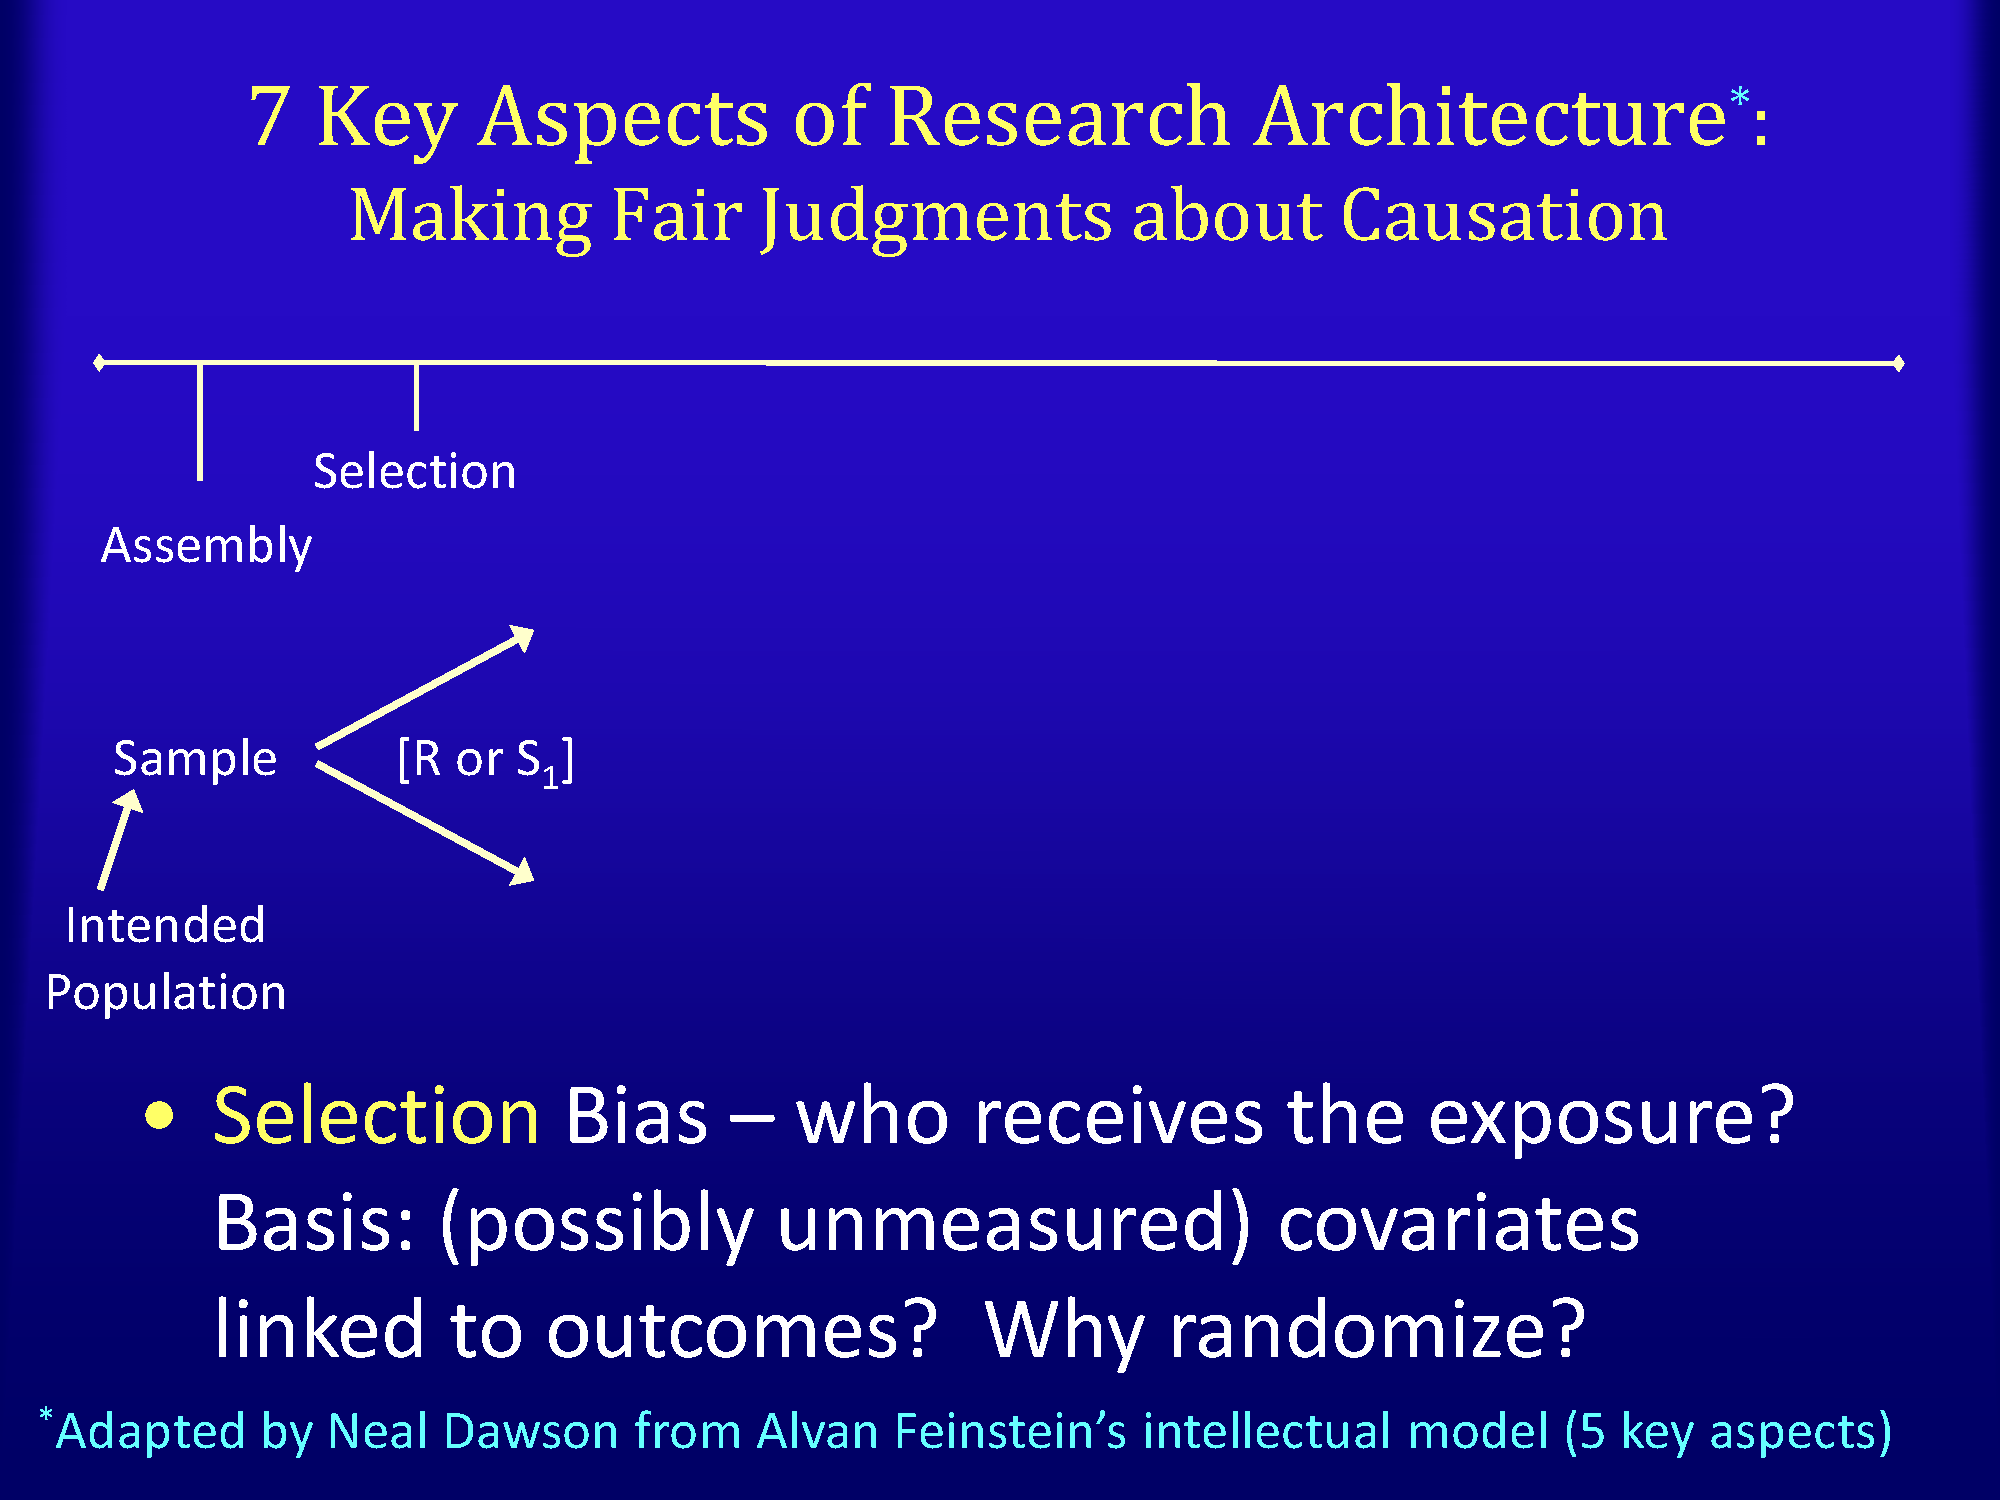 7 Key Aspects of Research Architecture*:
Making Fair Judgments about Causation
Selection
Assembly
Sample
[R or S₁]
Intended
Population
• Selection Bias – who receives the exposure?
Basis: (possibly unmeasured) covariates
linked to outcomes? Why randomize?
*Adapted by Neal Dawson from Alvan Feinstein’s intellectual model (5 key aspects)